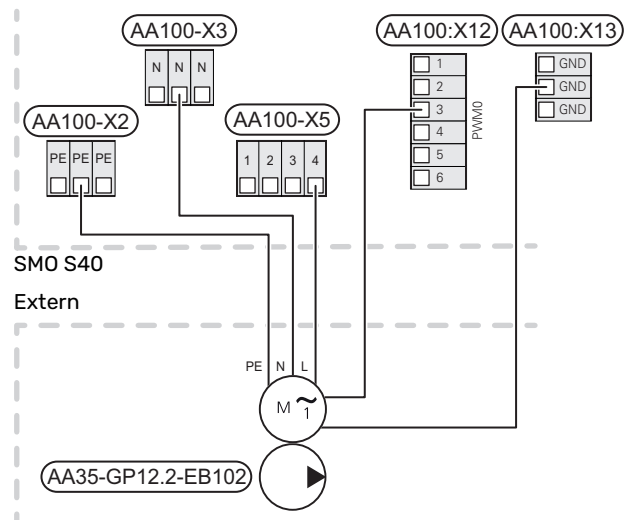 AA100-X3
N N N
AA100:X12
1
2
3
4
5
6
PWM0
AA100:X13
GND
GND
GND
AA100-X2
PE PE PE
AA100-X5
1 2 3 4
SMO S40
Extern
PE N L
M ~
1
AA35-GP12.2-EB102